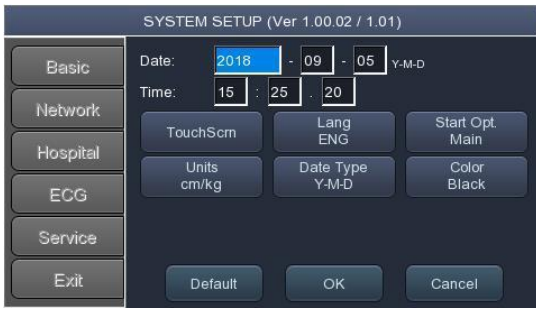 SYSTEM SETUP (Ver 1.00.02 / 1.01)
Basic
Network
Hospital
ECG
Service
Exit
Date: 2018 - 09 - 05 Y-M-D
Time: 15 : 25 . 20
TouchScrn
Lang
ENG
Start Opt.
Main
Units
cm/kg
Date Type
Y-M-D
Color
Black
Default
OK
Cancel